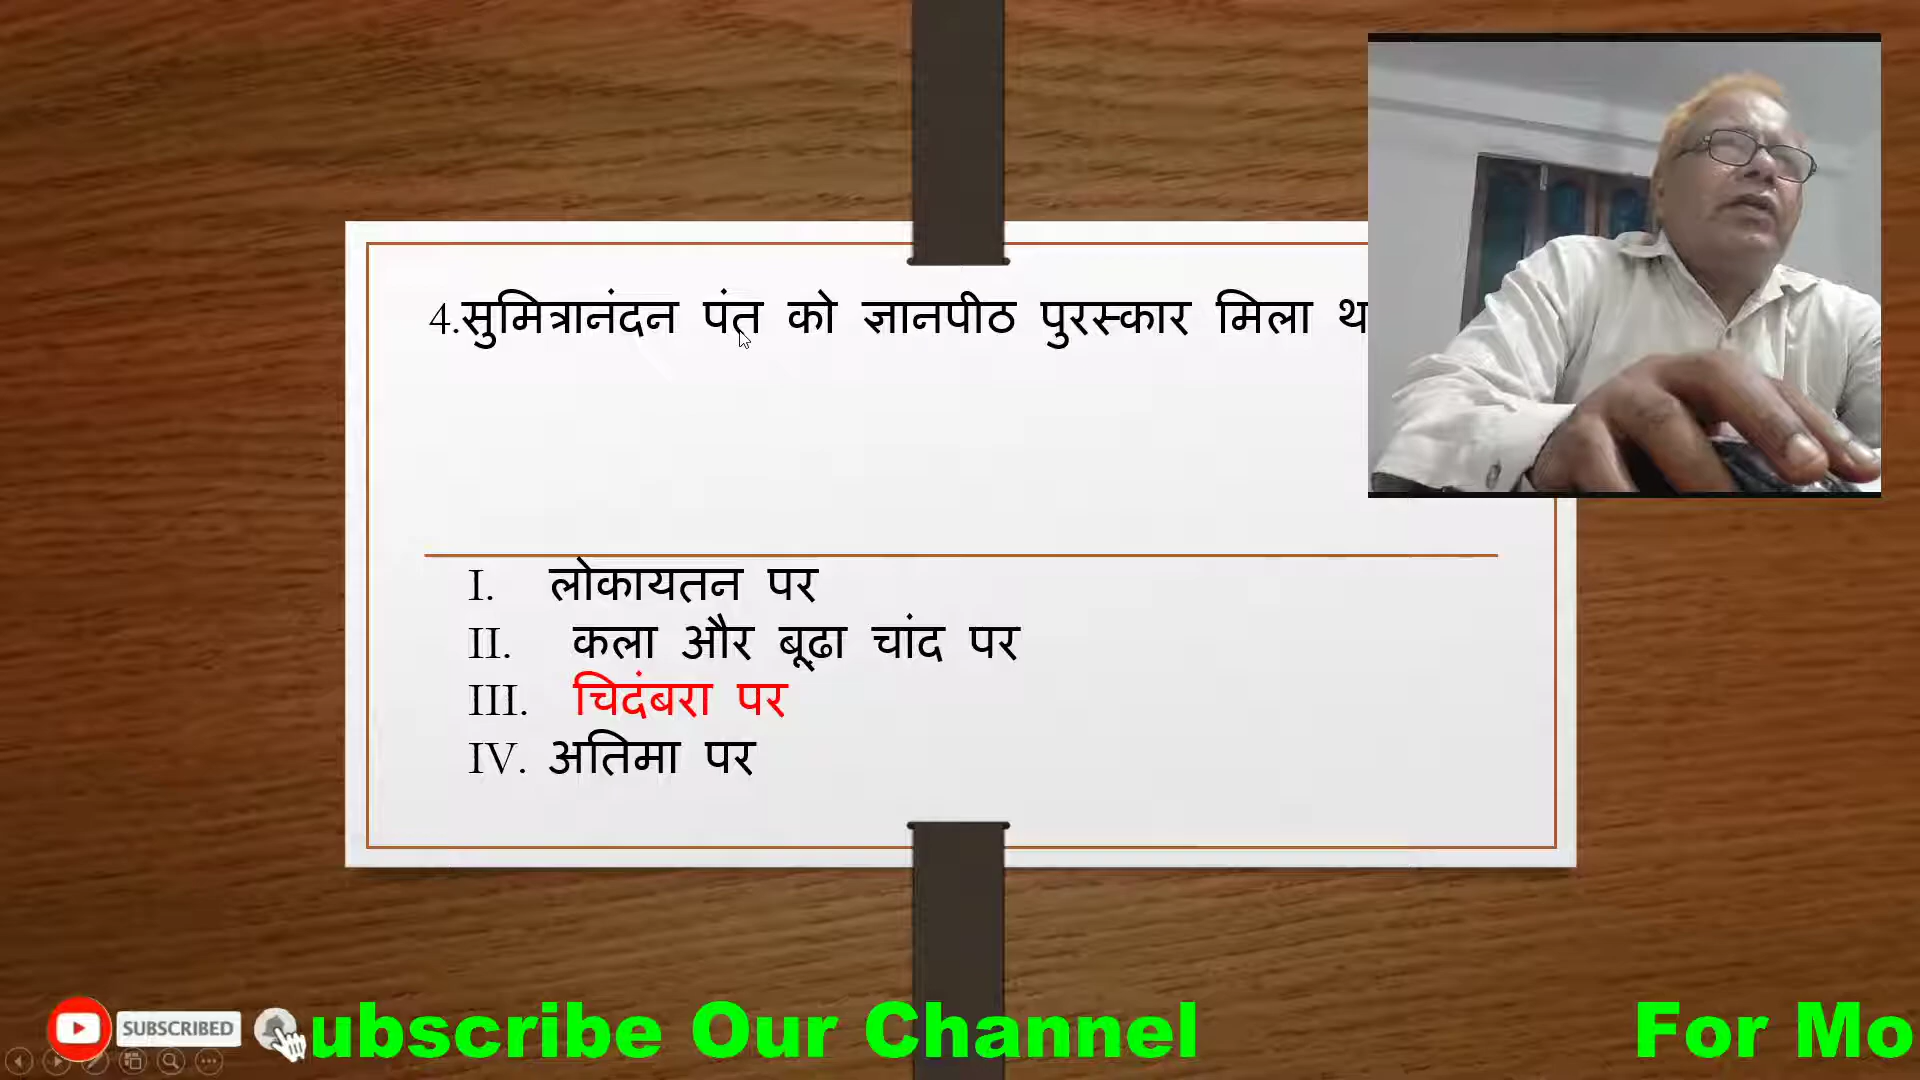 4.सुमित्रानंदन पंत को ज्ञानपीठ पुरस्कार मिला
I. लोकायतन पर
II. कला और बूढा चांद पर
III. चिदंबरा पर
IV. अतिमा पर
SUBSCRIBED
ubscribe Our Channel For Mo